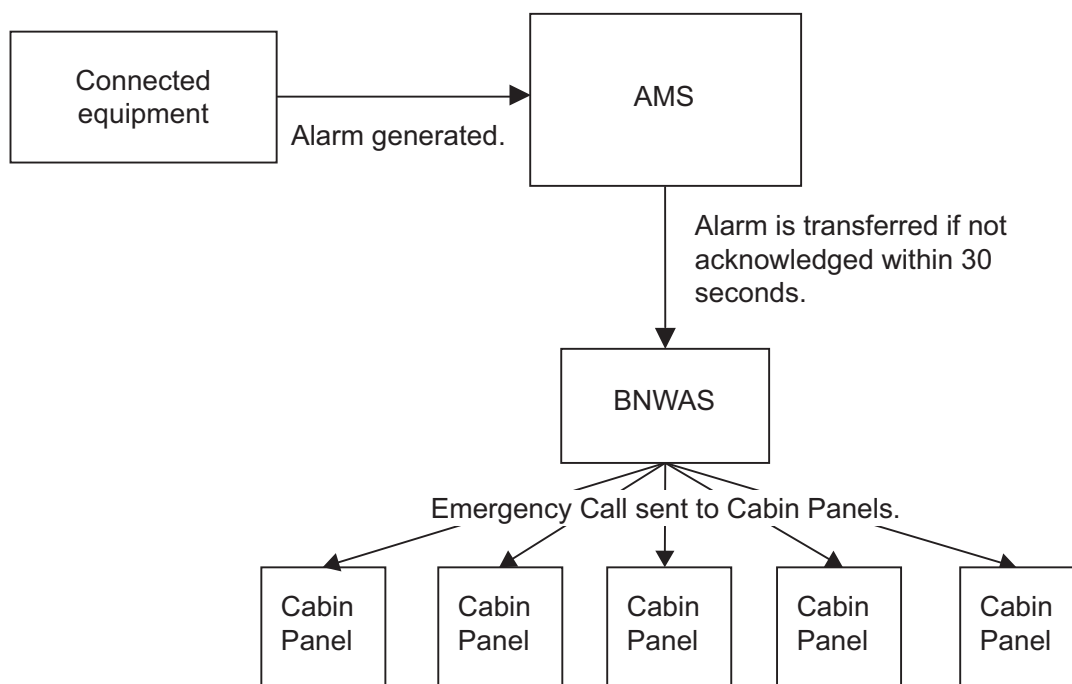 Connected
equipment
AMS
Alarm generated.
Alarm is transferred if not
acknowledged within 30
seconds.
BNWAS
Emergency Call sent to Cabin Panels.
Cabin
Panel
Cabin
Panel
Cabin
Panel
Cabin
Panel
Cabin
Panel